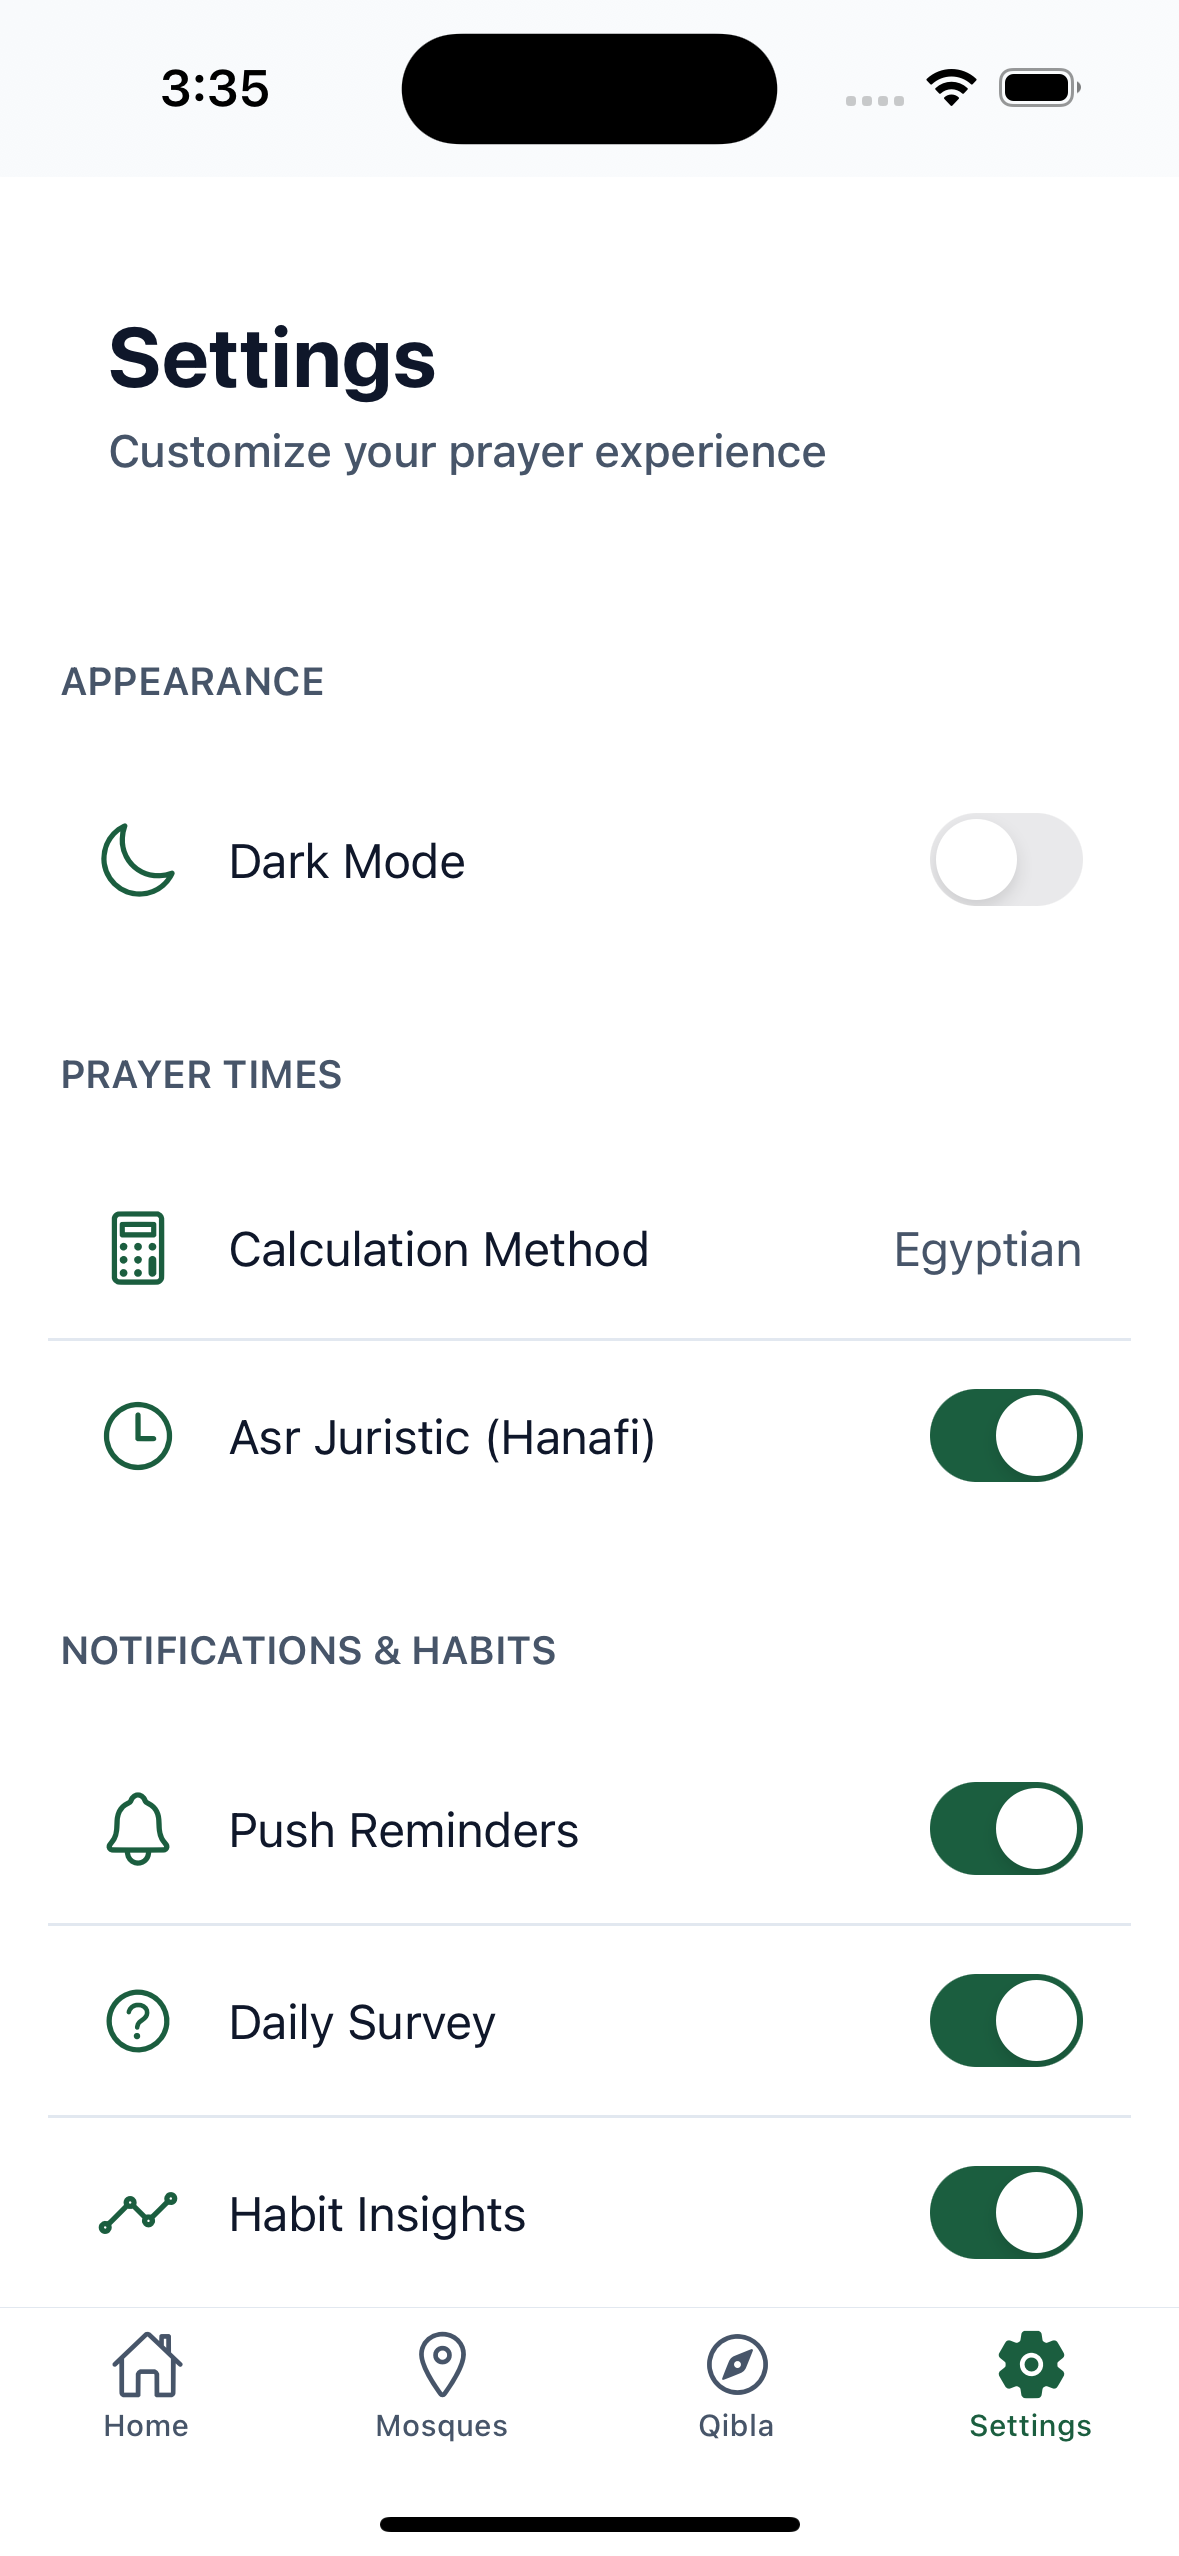 3:35
Settings
Customize your prayer experience
APPEARANCE
Dark Mode
PRAYER TIMES
Calculation Method Egyptian
Asr Juristic (Hanafi)
NOTIFICATIONS & HABITS
Push Reminders
Daily Survey
Habit Insights
Home Mosques Qibla Settings